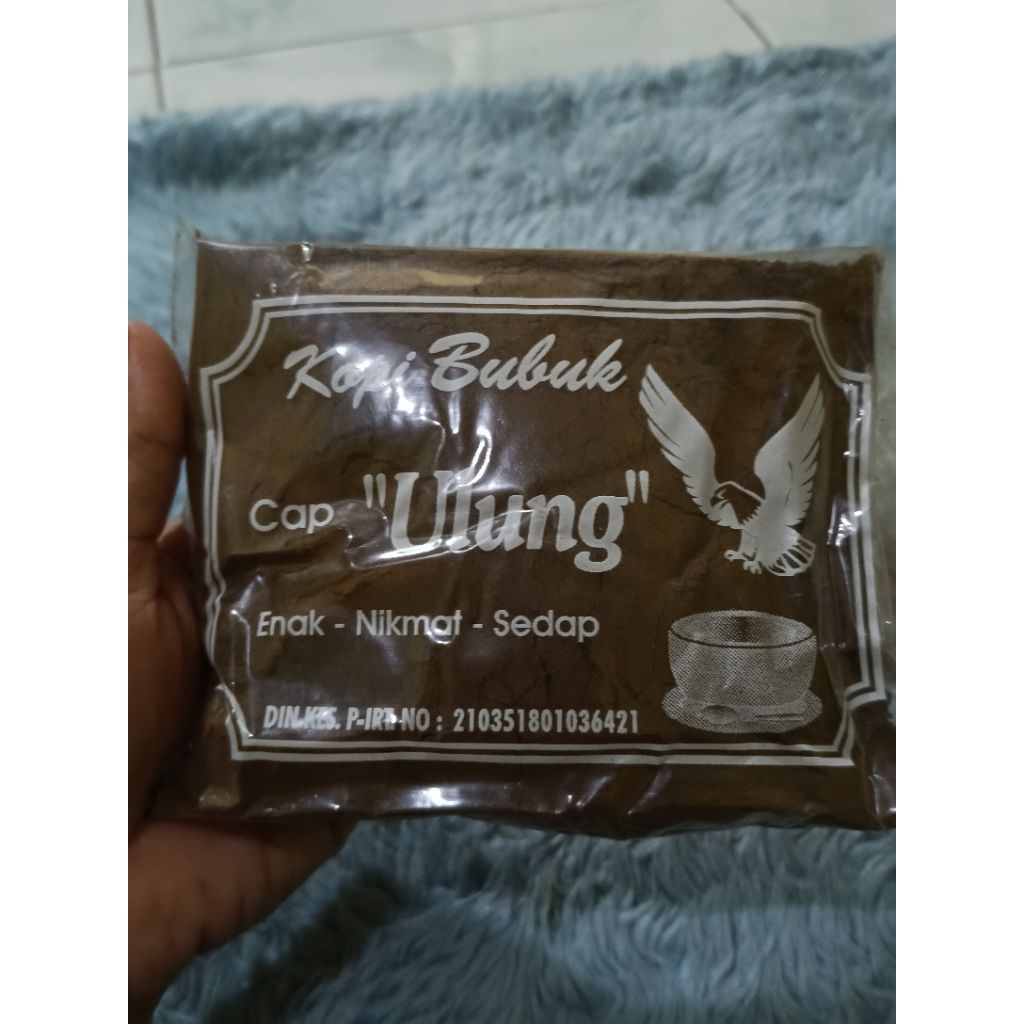 Kopi Bubuk
Cap "Ulung"
Enak - Nikmat - Sedap
DIN.KES. P-IRT. NO : 210351801036421